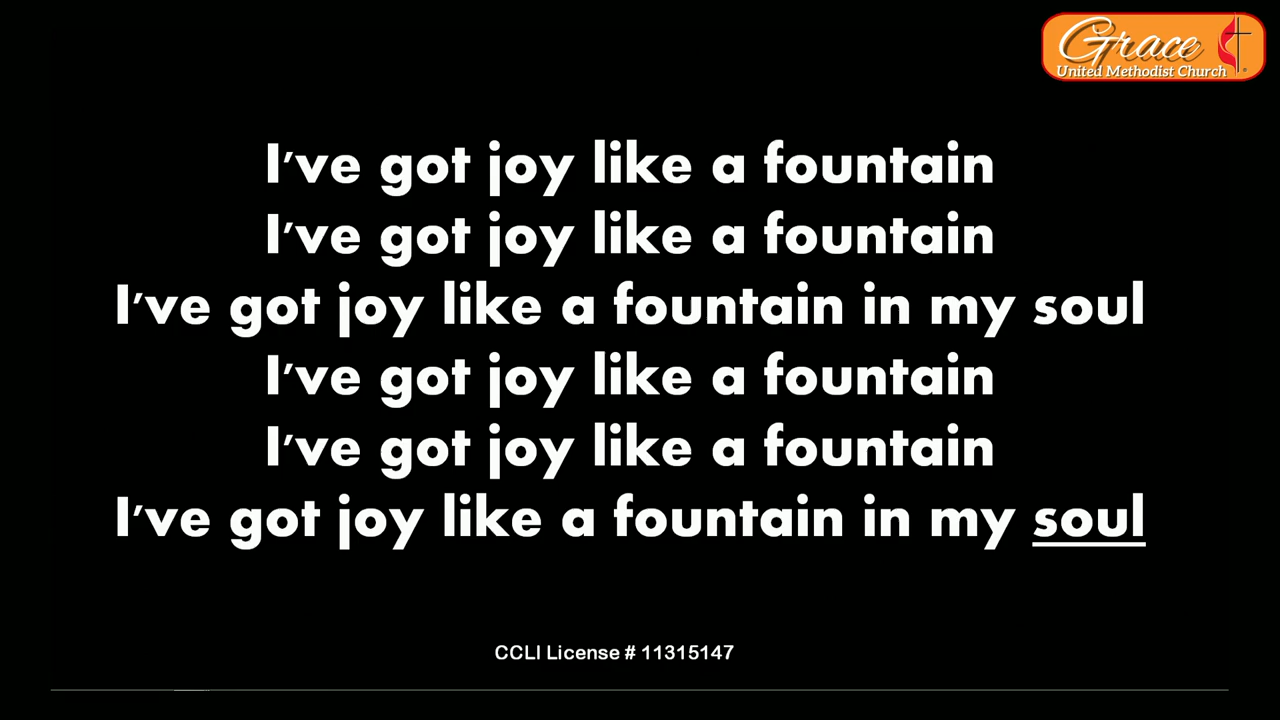 Grace
United Methodist Church
I've got joy like a fountain
I've got joy like a fountain
I've got joy like a fountain in my soul
I've got joy like a fountain
I've got joy like a fountain
I've got joy like a fountain in my soul
CCLI License # 11315147